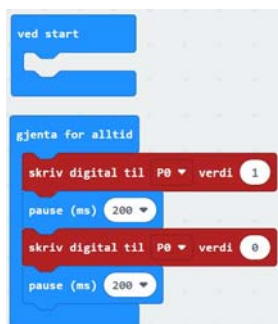 ved start
gjenta for alltid
skriv digital til P0 verdi 1
pause (ms) 200
skriv digital til P0 verdi 0
pause (ms) 200